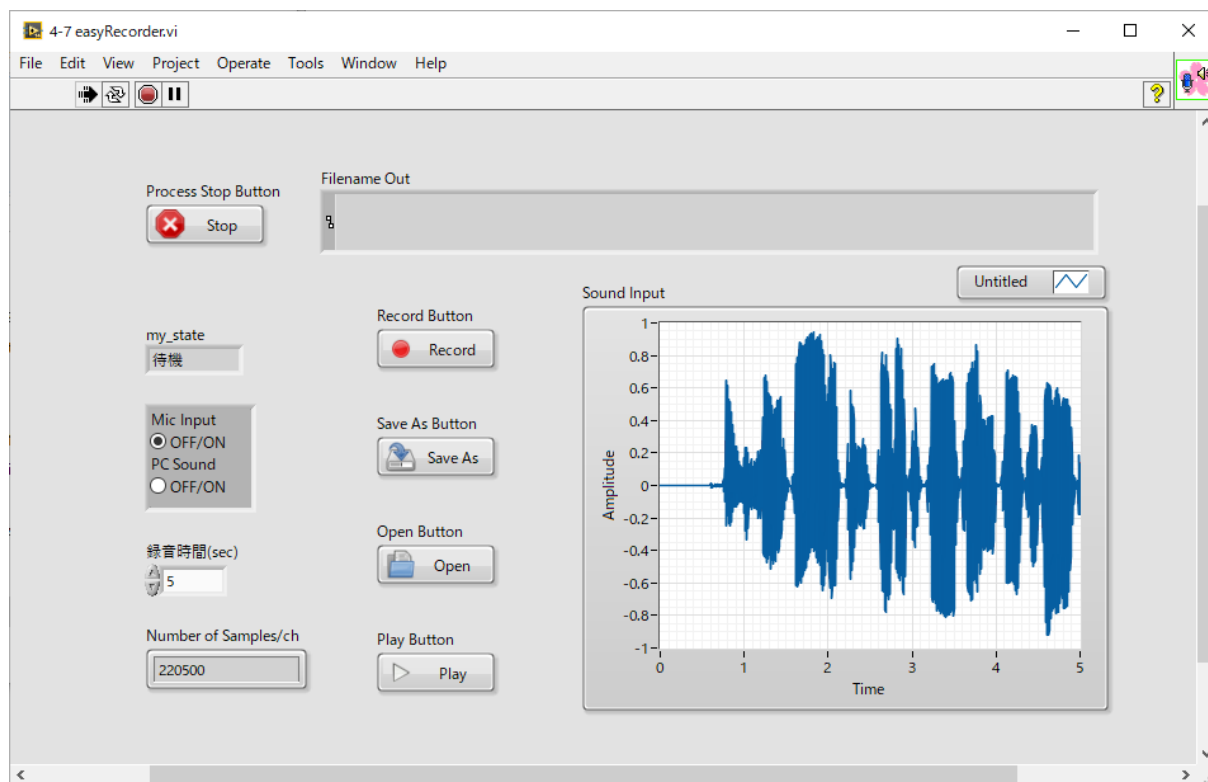 4-7 easyRecorder.vi
File Edit View Project Operate Tools Window Help
Process Stop Button
Stop
Filename Out
Untitled
Sound Input
my_state
待機
Record Button
Record
Mic Input
OFF/ON
PC Sound
OFF/ON
Save As Button
Save As
録音時間(sec)
5
Open Button
Open
Number of Samples/ch
220500
Play Button
Play
Amplitude
1
0.8
0.6
0.4
0.2
0
-0.2
-0.4
-0.6
-0.8
-1
0 1 2 3 4 5
Time